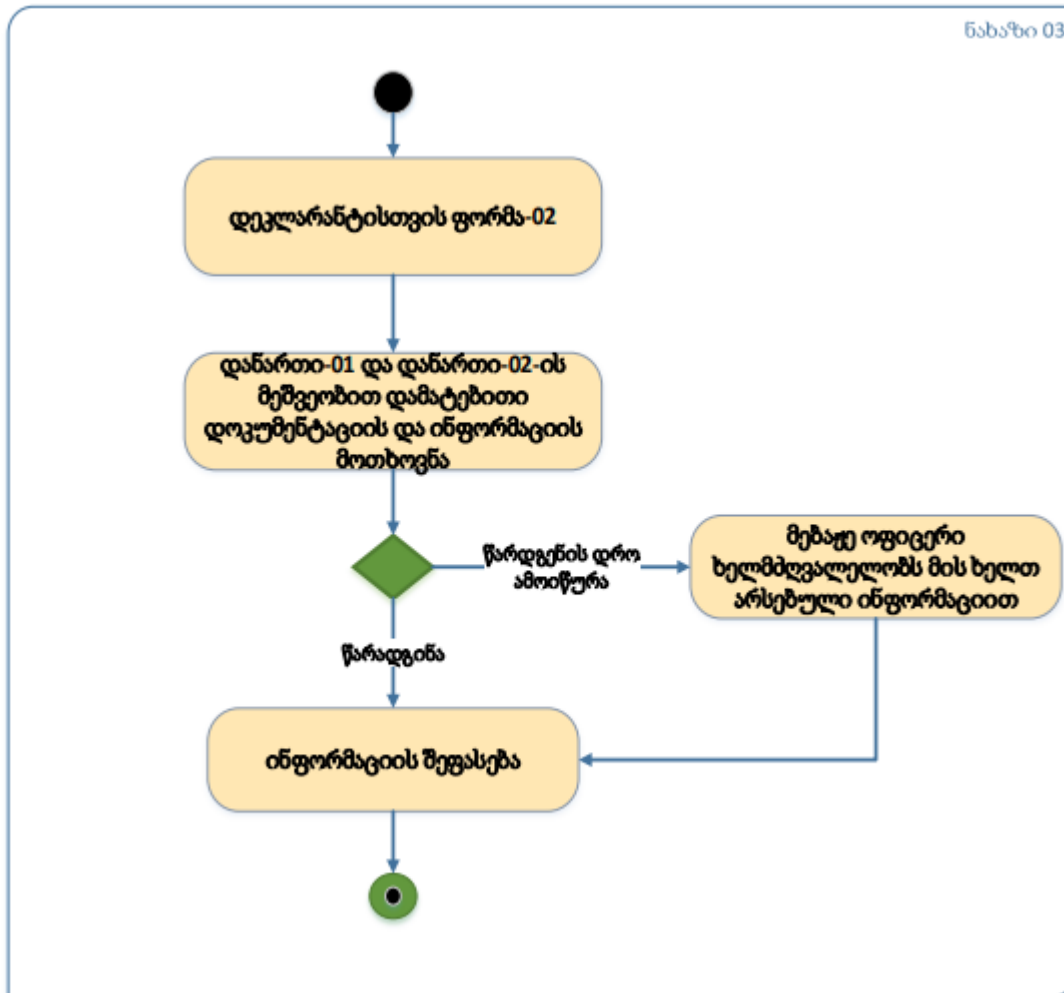 ნახაზი 03
დეკლარანტისთვის ფორმა-02
დანართი-01 და დანართი-02-ის
მეშვეობით დამატებითი
დოკუმენტაციის და ინფორმაციის
მოთხოვნა
წარდგენის დრო
ამოიწურა
მებაჟე ოფიცერი
ხელმძღვალელობს მის ხელთ
არსებული ინფორმაციით
წარადგინა
ინფორმაციის შეფასება